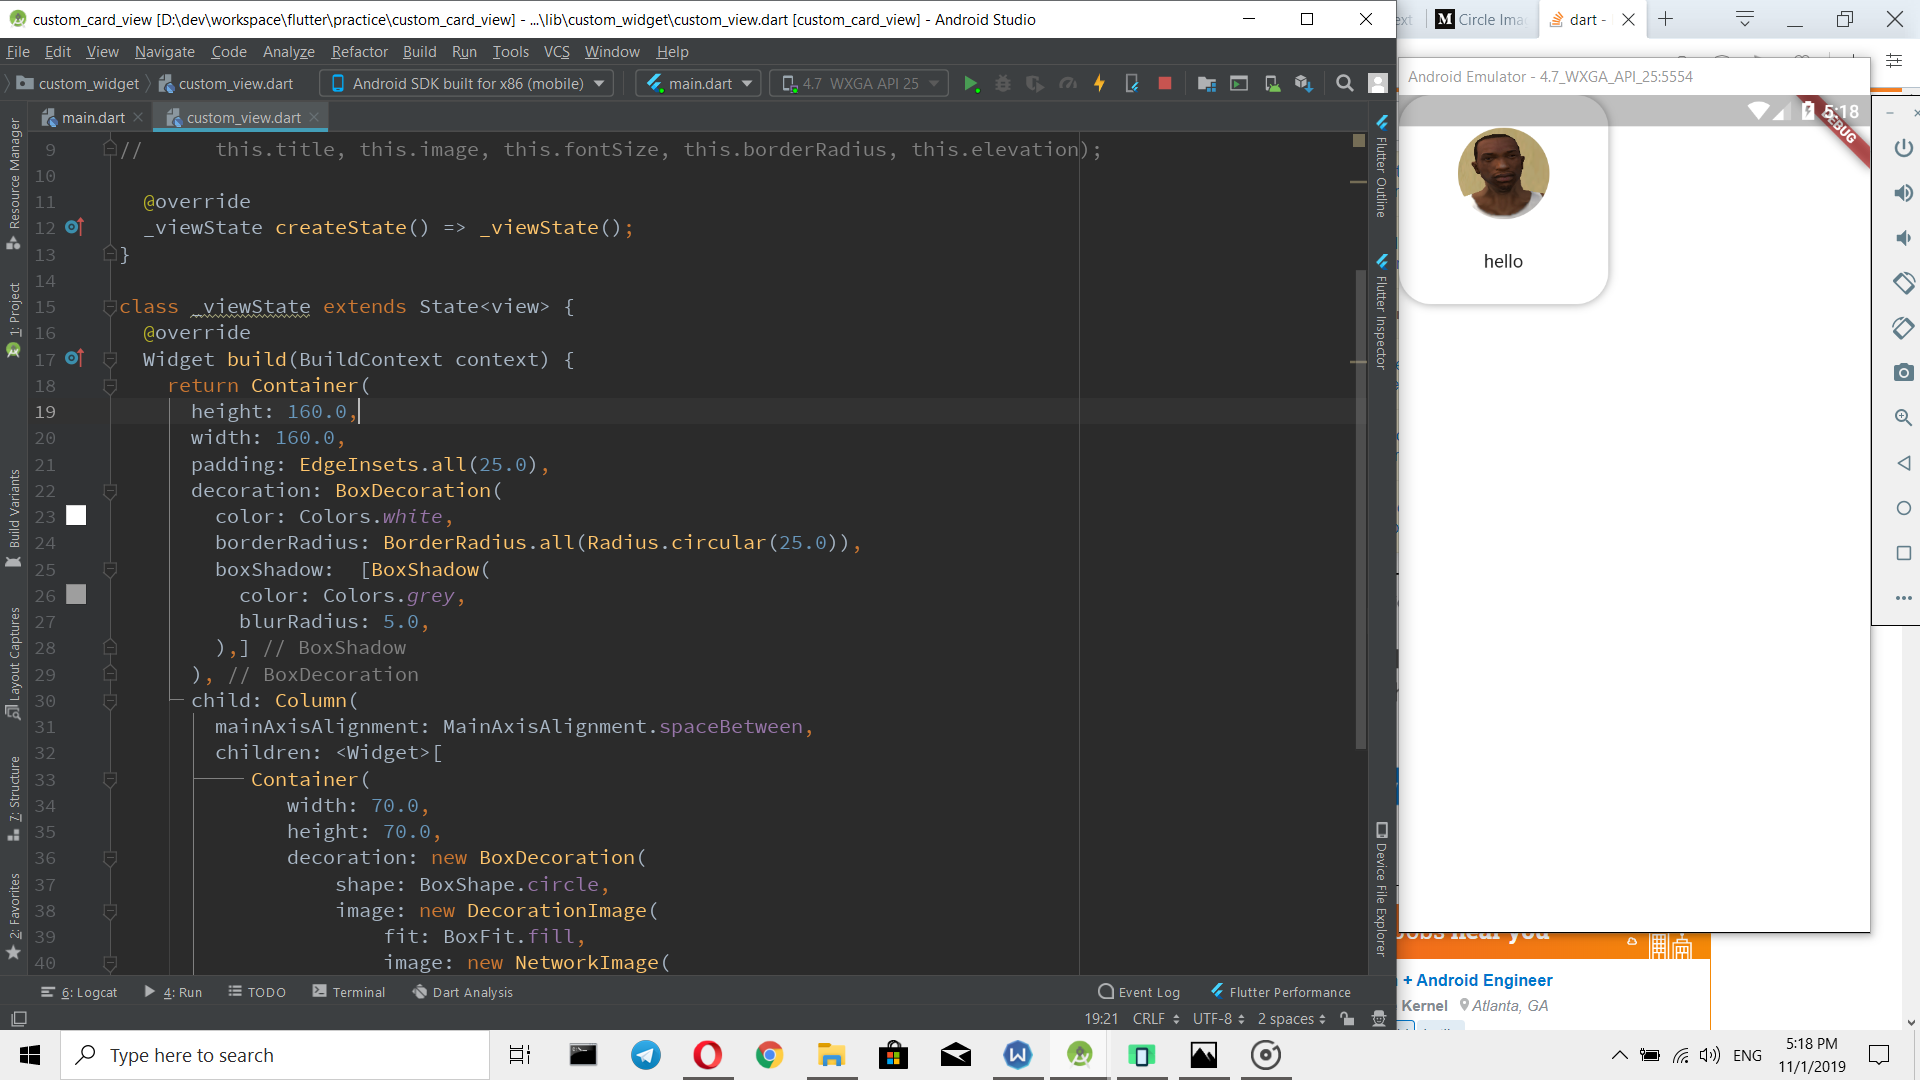 custom_card_view [D:\dev\workspace\flutter\practice\custom_card_view] - ...\lib\custom_widget\custom_view.dart [custom_card_view] - Android Studio
File Edit View Navigate Code Analyze Refactor Build Run Tools VCS Window Help
custom_widget custom_view.dart Android SDK built for x86 (mobile) main.dart 4.7 WXGA API 25
main.dart custom_view.dart
9 // this.title, this.image, this.fontSize, this.borderRadius, this.elevation);
10
11 @override
12 _viewState createState() => _viewState();
13 }
14
15 class _viewState extends State<view> {
16 @override
17 Widget build(BuildContext context) {
18 return Container(
19 height: 160.0,
20 width: 160.0,
21 padding: EdgeInsets.all(25.0),
22 decoration: BoxDecoration(
23 color: Colors.white,
24 borderRadius: BorderRadius.all(Radius.circular(25.0)),
25 boxShadow:  [BoxShadow(
26 color: Colors.grey,
27 blurRadius: 5.0,
28 ),] // BoxShadow
29 ), // BoxDecoration
30 child: Column(
31 mainAxisAlignment: MainAxisAlignment.spaceBetween,
32 children: <Widget>[
33 Container(
34 width: 70.0,
35 height: 70.0,
36 decoration: new BoxDecoration(
37 shape: BoxShape.circle,
38 image: new DecorationImage(
39 fit: BoxFit.fill,
40 image: new NetworkImage(
Resource Manager
1: Project
Build Variants
Layout Captures
7: Structure
2: Favorites
Flutter Outline
Flutter Inspector
Device File Explorer
6: Logcat 4: Run TODO Terminal Dart Analysis Event Log Flutter Performance
19:21 CRLF UTF-8 2 spaces
Circle Ima
dart -
Android Emulator - 4.7_WXGA_API_25:5554
5:18
DEBUG
hello
+ Android Engineer
Kernel Atlanta, GA
Type here to search
ENG
5:18 PM
11/1/2019